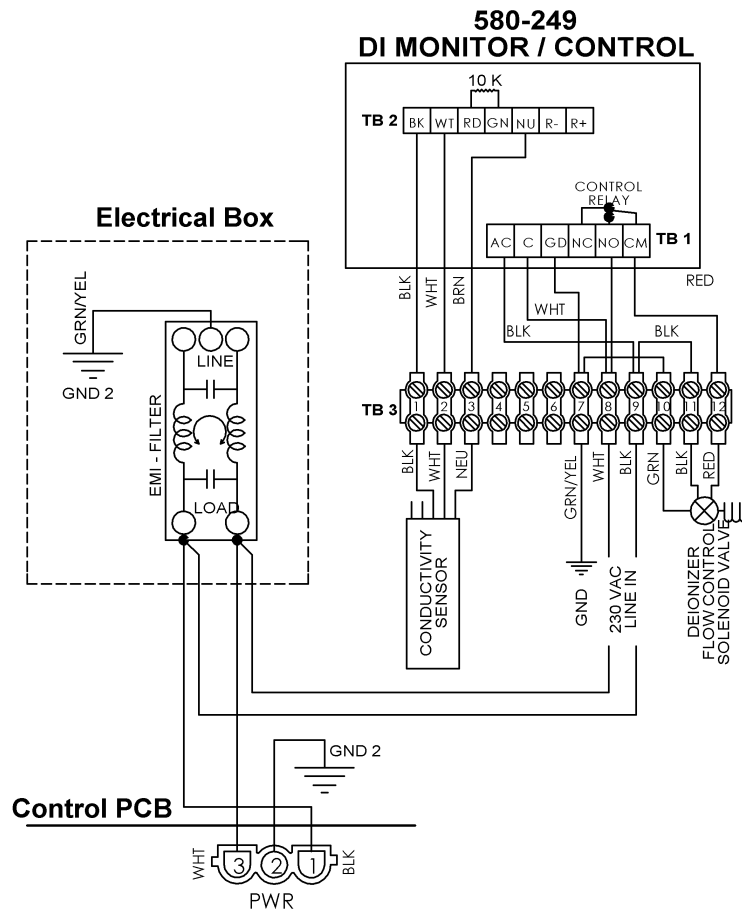 580-249
DI MONITOR / CONTROL
10 K
TB 2
BK WT RD GN NU R- R+
CONTROL
RELAY
Electrical Box
AC C GD NC NO CM
TB 1
RED
BLK
WHT
BRN
WHT
BLK
BLK
GRN/YEL
GND 2
LINE
EMI - FILTER
LOAD
TB 3
1 2 3 4 5 6 7 8 9 10 11 12
BLK
WHT
NEU
GRN/YEL
WHT
BLK
GRN
BLK
RED
CONDUCTIVITY
SENSOR
GND
230 VAC
LINE IN
DEIONIZER
FLOW CONTROL
SOLENOID VALVE
GND 2
Control PCB
WHT
3 2 1
BLK
PWR